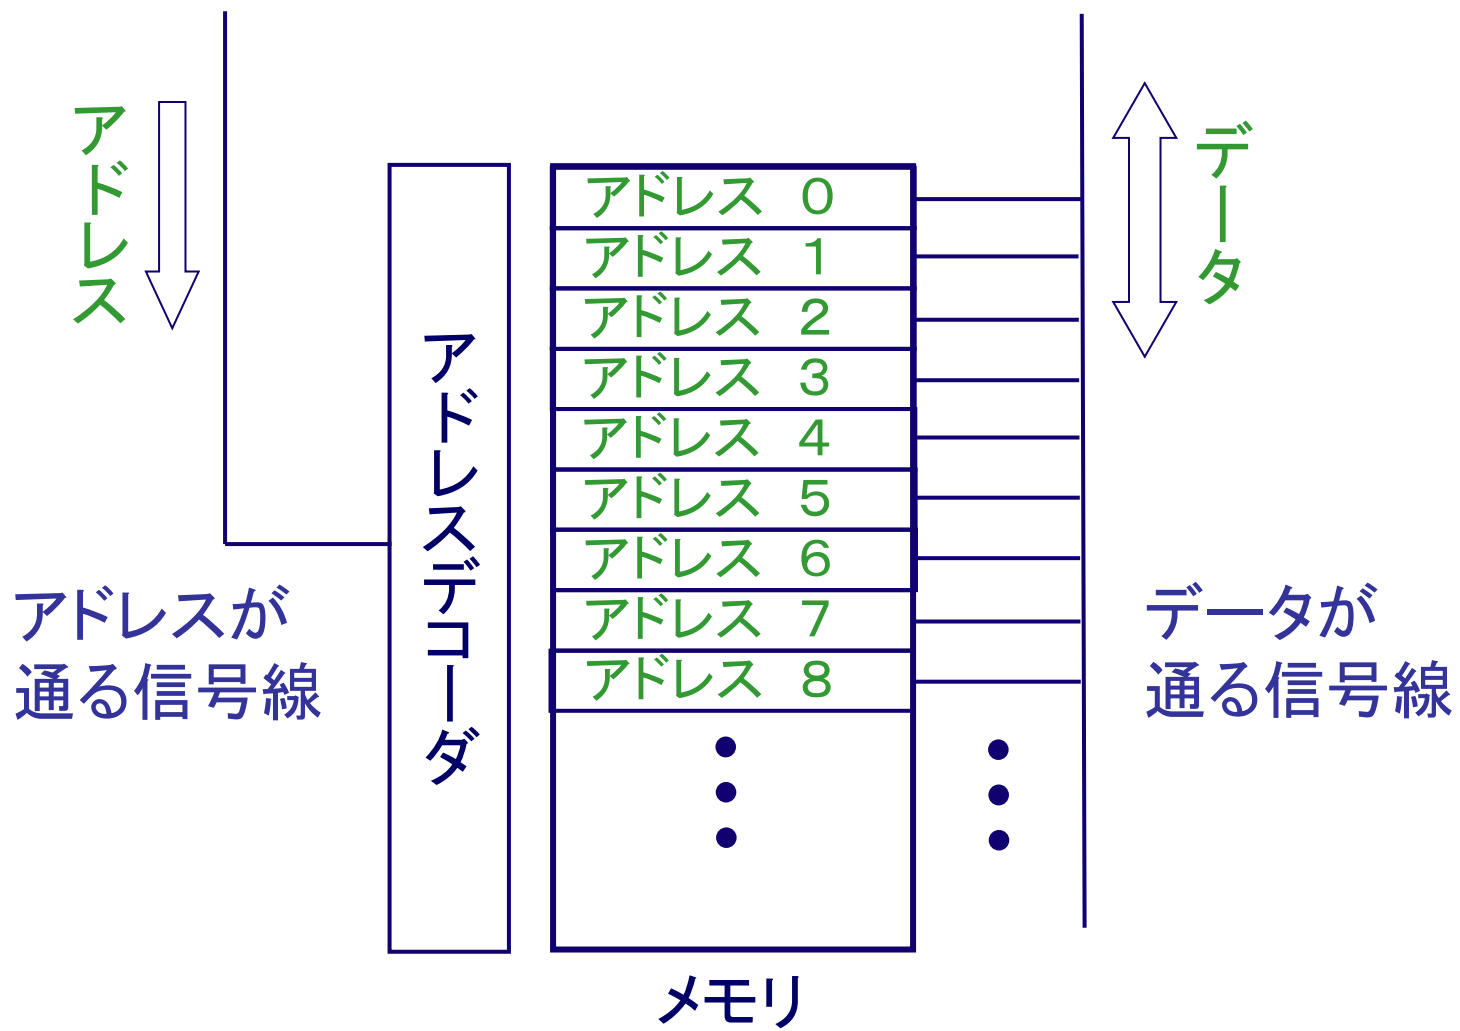 アドレス
データ
アドレス 0
アドレス 1
アドレス 2
アドレス 3
アドレス 4
アドレス 5
アドレス 6
アドレス 7
アドレス 8
アドレスデコーダ
アドレスが
通る信号線
データが
通る信号線
メモリ